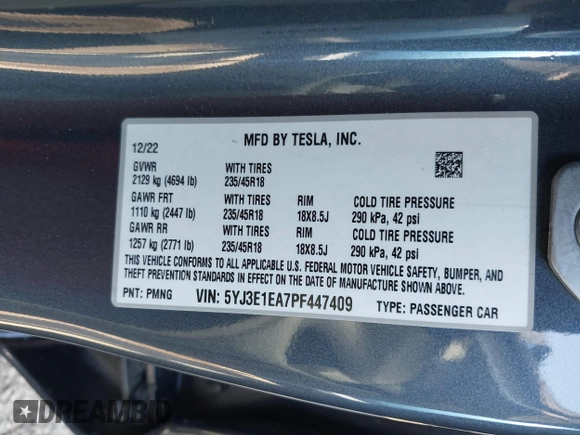 12/22 MFD BY TESLA, INC.
GVWR WITH TIRES
2129 kg (4694 lb) 235/45R18
GAWR FRT WITH TIRES RIM COLD TIRE PRESSURE
1110 kg (2447 lb) 235/45R18 18X8.5J 290 kPa, 42 psi
GAWR RR WITH TIRES RIM COLD TIRE PRESSURE
1257 kg (2771 lb) 235/45R18 18X8.5J 290 kPa, 42 psi
THIS VEHICLE CONFORMS TO ALL APPLICABLE U.S. FEDERAL MOTOR VEHICLE SAFETY, BUMPER, AND
THEFT PREVENTION STANDARDS IN EFFECT ON THE DATE OF MANUFACTURE SHOWN ABOVE.
PNT: PMNG VIN: 5YJ3E1EA7PF447409 TYPE: PASSENGER CAR
DREAMBID